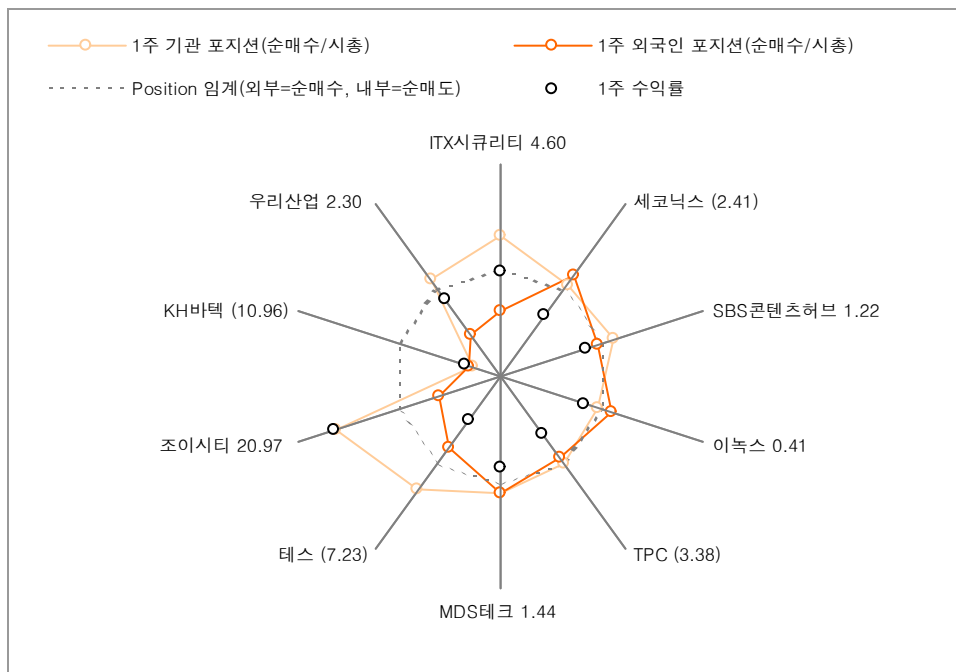 1주 기관 포지션(순매수/시총)
1주 외국인 포지션(순매수/시총)
Position 임계(외부=순매수, 내부=순매도)
1주 수익률
ITX시큐리티 4.60
우리산업 2.30
세코닉스 (2.41)
KH바텍 (10.96)
SBS콘텐츠허브 1.22
조이시티 20.97
이녹스 0.41
테스 (7.23)
TPC (3.38)
MDS테크 1.44